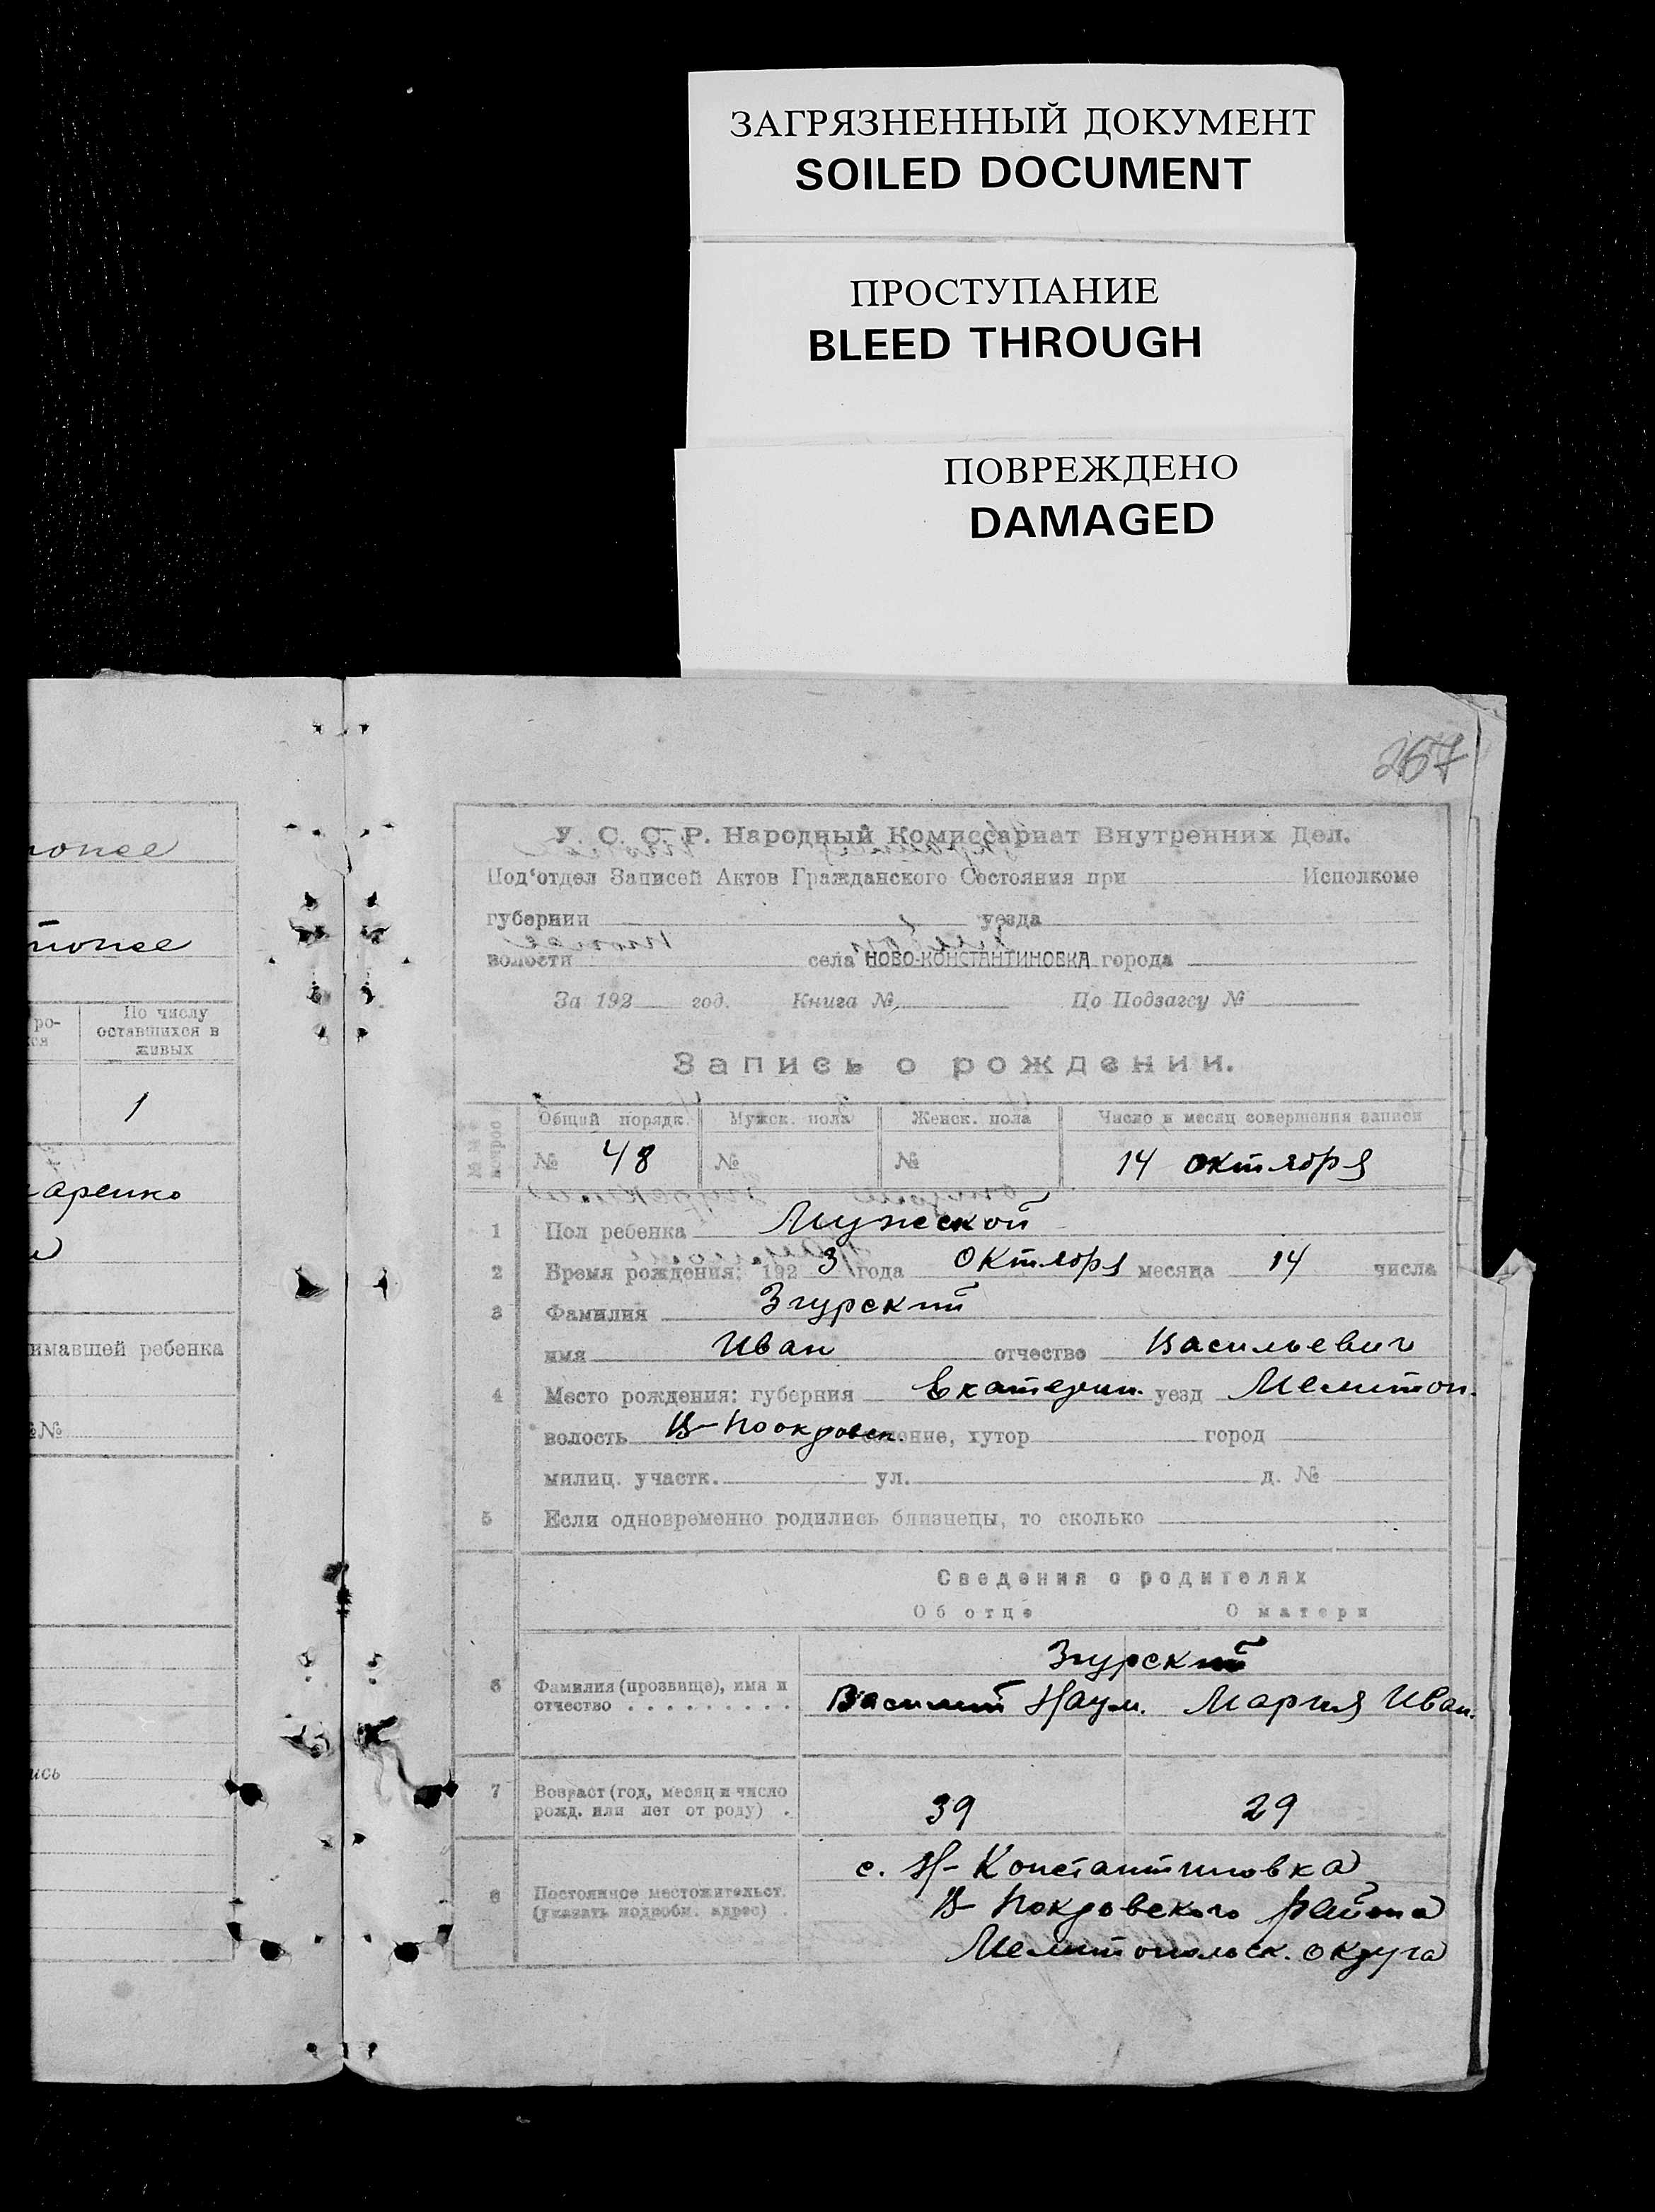 ЗАГРЯЗНЕННЫЙ ДОКУМЕНТ
SOILED DOCUMENT
ПРОСТУПАНИЕ
BLEED THROUGH
ПОВРЕЖДЕНО
DAMAGED
267
По числу
оставшихся в
живых
1
аренко
имавшей ребенка
У. С. С. Р. Народный Комиссариат Внутренних Дел.
Под'отдел Записей Актов Гражданского Состояния при Исполкоме
губернии уезда
волости села НОВО-КОНСТАНТИНОВКА города
За 192 год. Книга № По Подзагсу №
Запись о рождении.
Общий порядк. Мужск. пола Женск. пола Число и месяц совершения записи
№ 48 № № 14 октября
1 Пол ребенка Мужской
2 Время рождения: 192 3 года Октября месяца 14 числа
3 Фамилия Згурский
имя Иван отчество Васильевич
4 Место рождения: губерния Екатерин. уезд Мелитоп.
волость В-Поокровск. селение, хутор город
милиц. участк. ул. д. №
5 Если одновременно родились близнецы, то сколько
Сведения о родителях
Об отце О матери
Згурский
6 Фамилия (прозвище), имя и
отчество . . . . . . . . . Василий Наум. Мария Иван.
7 Возраст (год, месяц и число
рожд. или лет от роду) . 39 29
с. Н-Константиновка
8 Постоянное местожительст.
(указать подробн. адрес) . В-Покровского района
Мелитопольск. округа